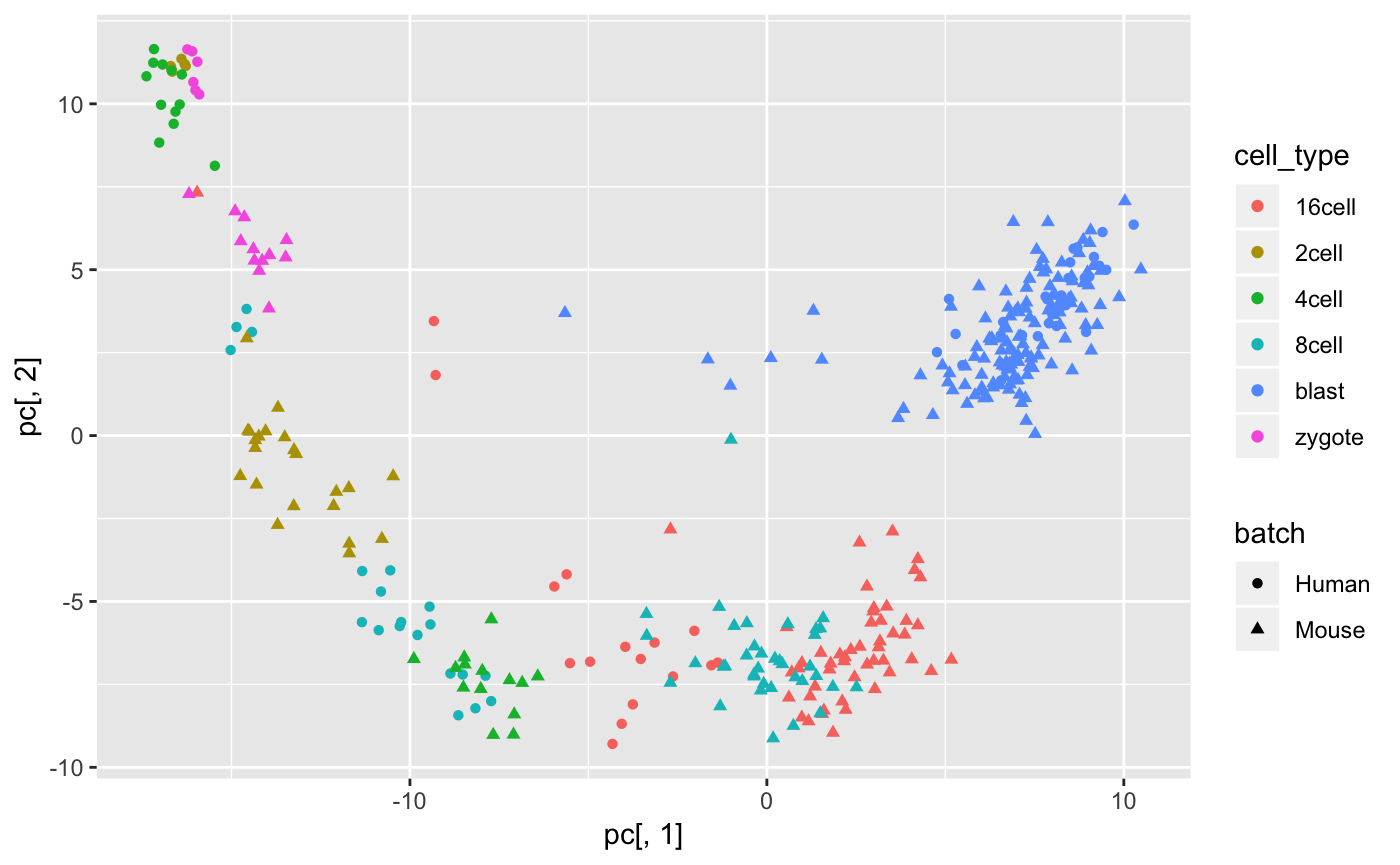 10
5
0
-5
-10
pc[, 2]
-10
0
10
pc[, 1]
cell_type
16cell
2cell
4cell
8cell
blast
zygote
batch
Human
Mouse